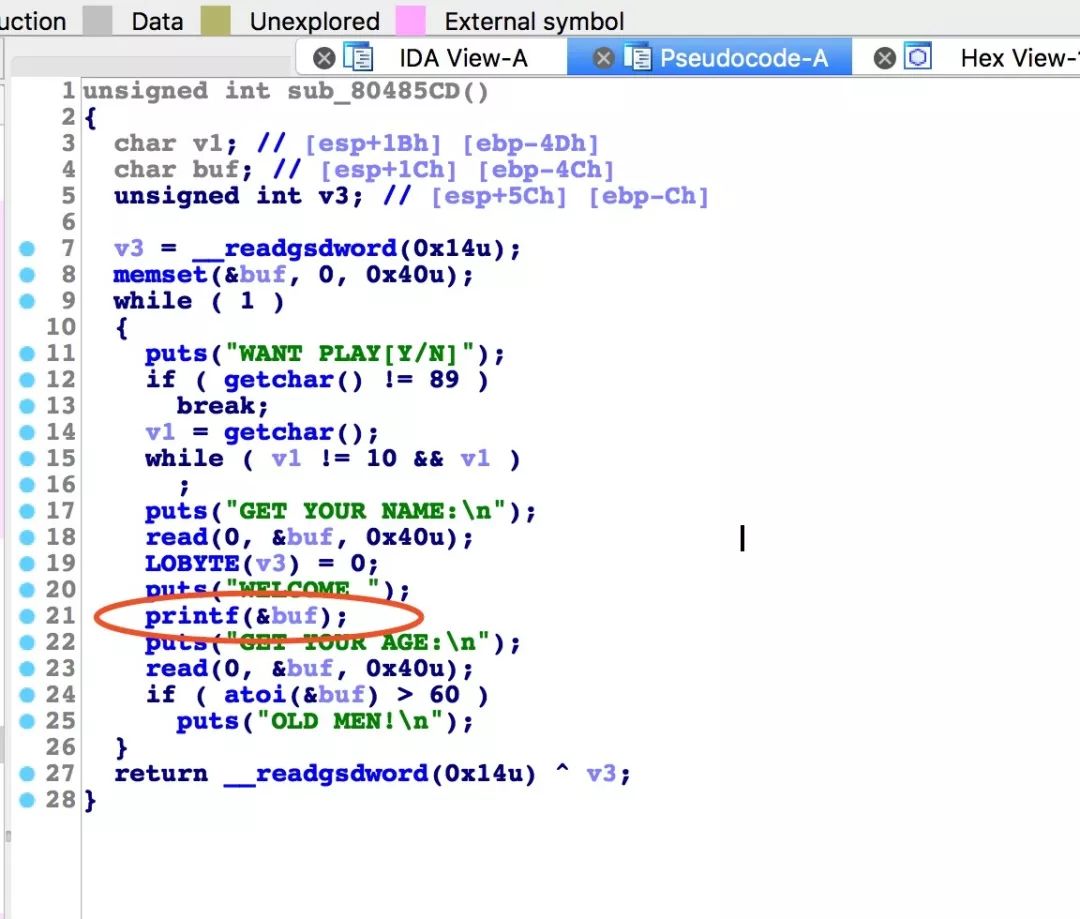 uction Data Unexplored External symbol
IDA View-A Pseudocode-A Hex View-
1 unsigned int sub_80485CD()
2 {
3 char v1; // [esp+1Bh] [ebp-4Dh]
4 char buf; // [esp+1Ch] [ebp-4Ch]
5 unsigned int v3; // [esp+5Ch] [ebp-Ch]
6
7 v3 = __readgsdword(0x14u);
8 memset(&buf, 0, 0x40u);
9 while ( 1 )
10 {
11 puts("WANT PLAY[Y/N]");
12 if ( getchar() != 89 )
13 break;
14 v1 = getchar();
15 while ( v1 != 10 && v1 )
16 ;
17 puts("GET YOUR NAME:\n");
18 read(0, &buf, 0x40u);
19 LOBYTE(v3) = 0;
20 puts("WELCOME ");
21 printf(&buf);
22 puts("GET YOUR AGE:\n");
23 read(0, &buf, 0x40u);
24 if ( atoi(&buf) > 60 )
25 puts("OLD MEN!\n");
26 }
27 return __readgsdword(0x14u) ^ v3;
28 }